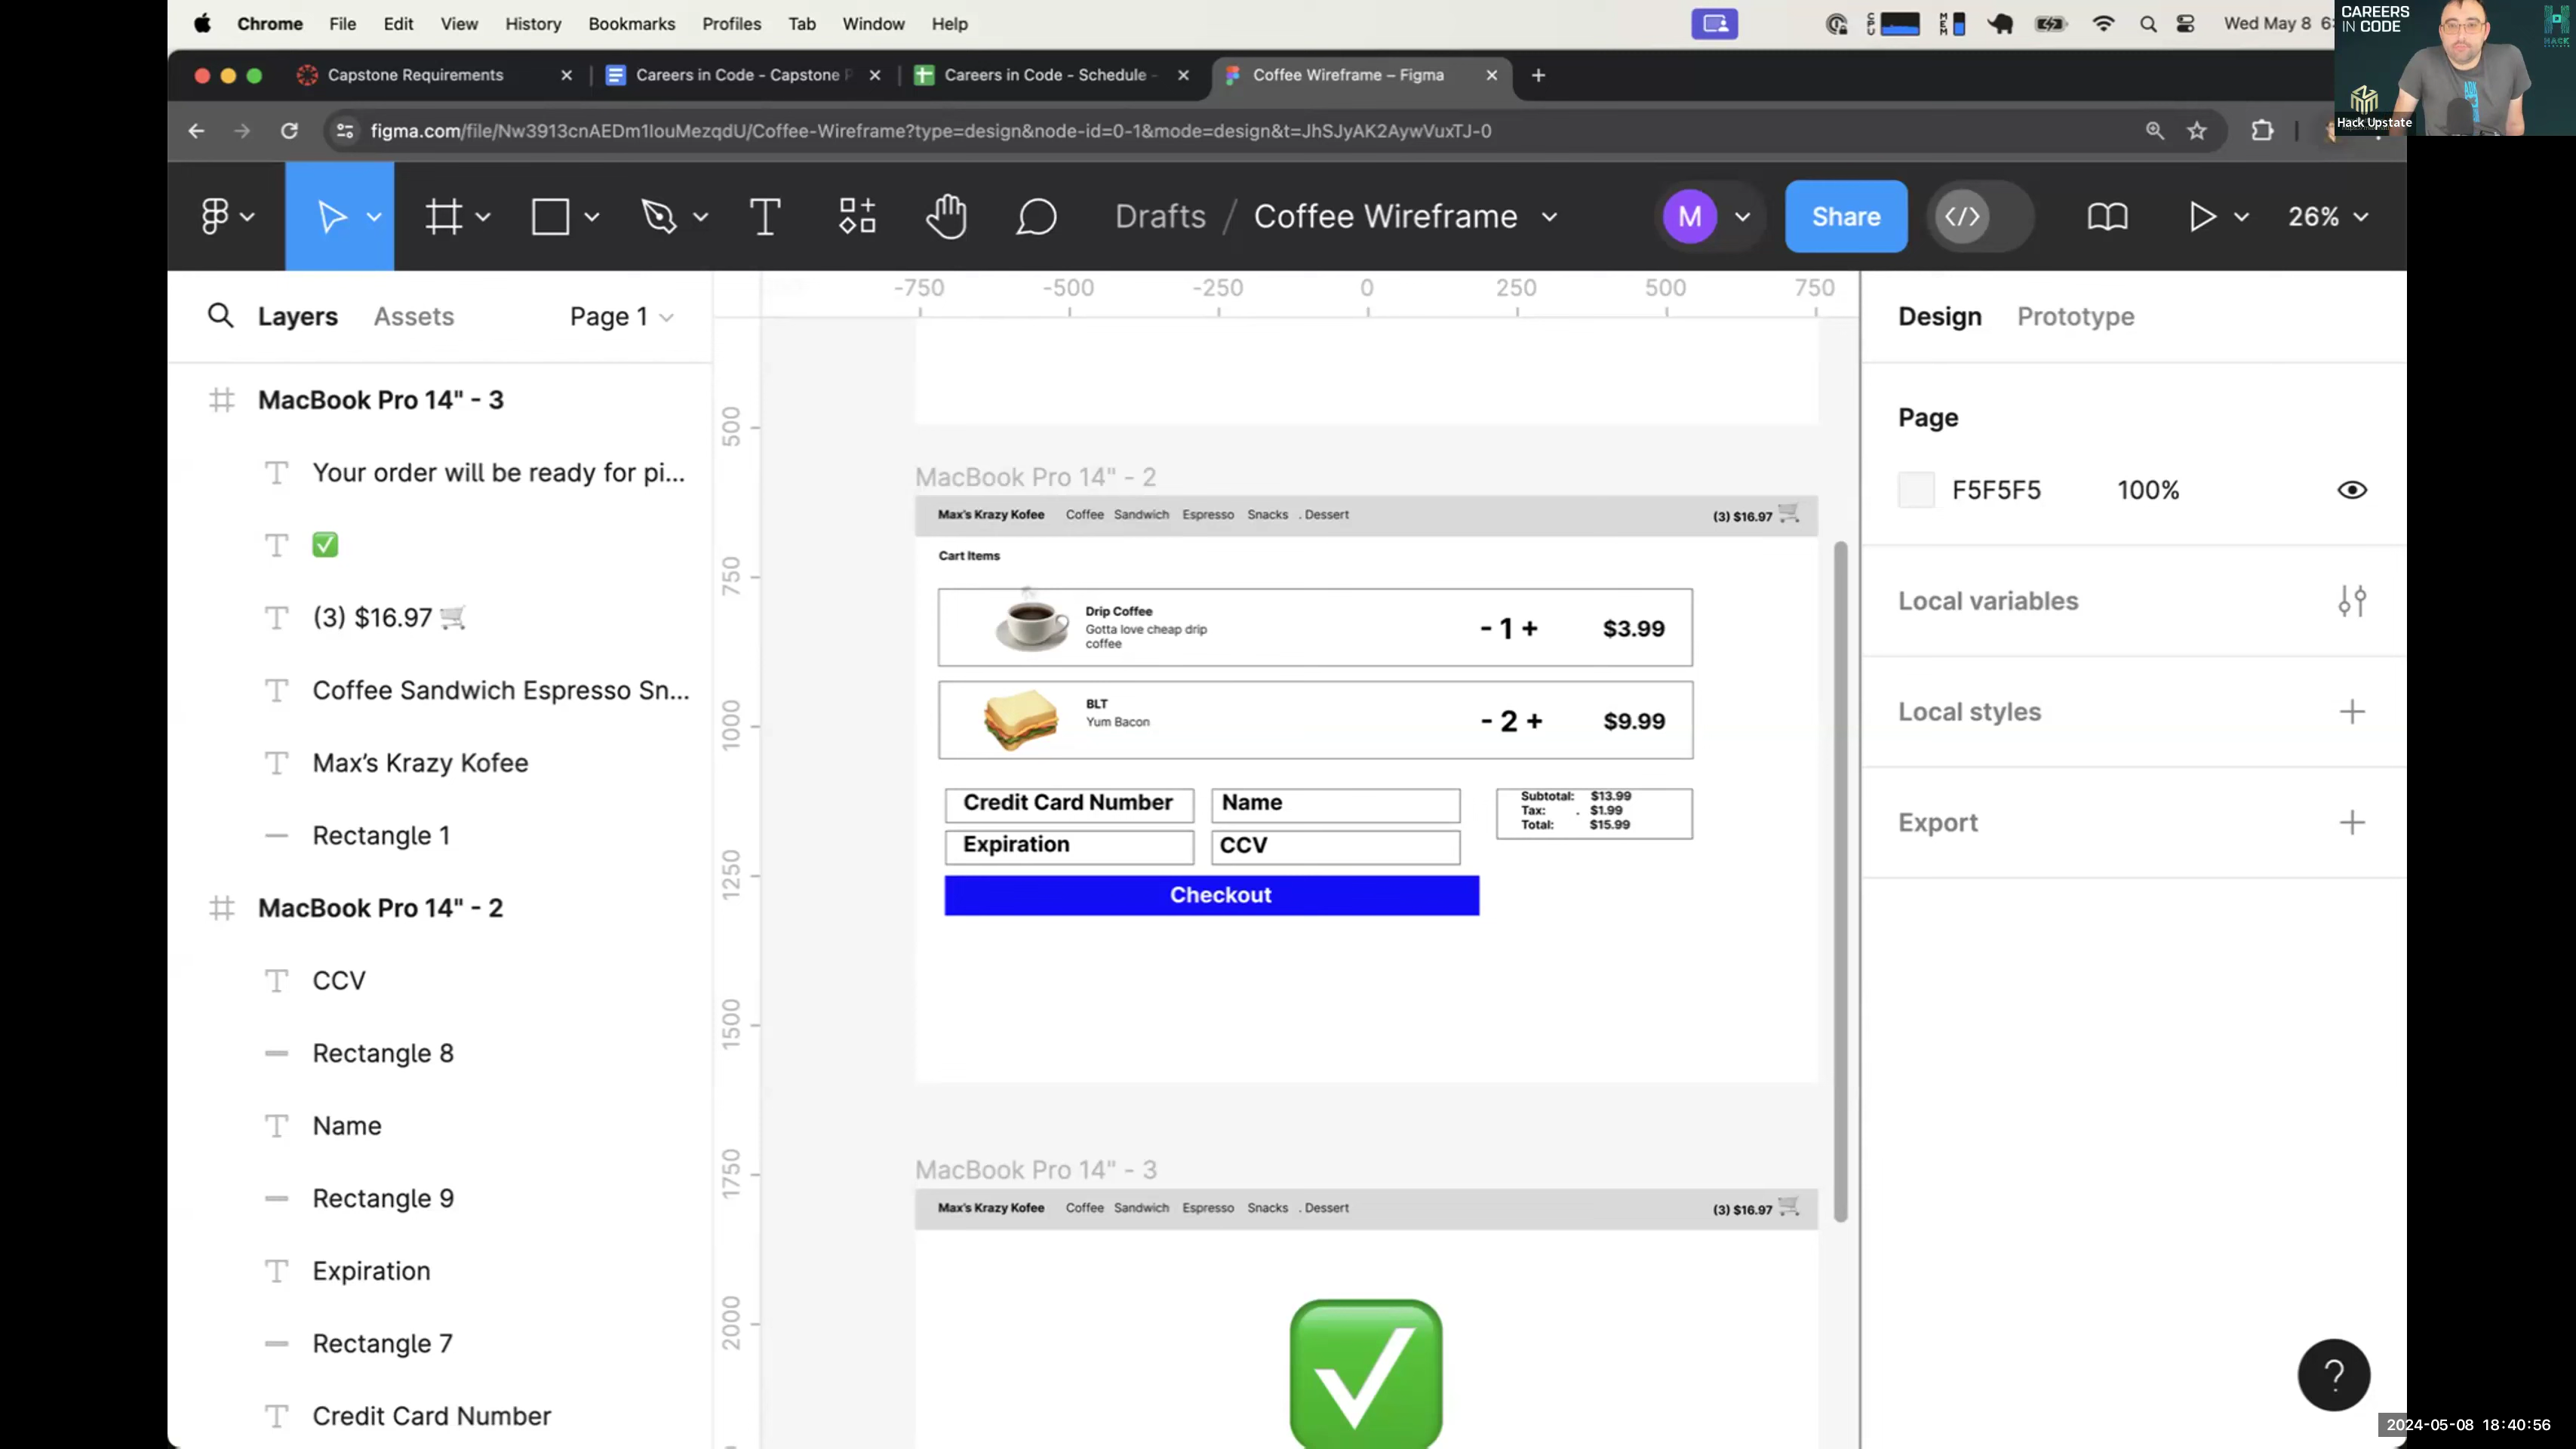 Chrome File Edit View History Bookmarks Profiles Tab Window Help
CPU MEM Wed May 8 6:
CAREERS
IN CODE
HACK
Hack Upstate
Capstone Requirements
Careers in Code - Capstone P
Careers in Code - Schedule -
Coffee Wireframe – Figma
figma.com/file/Nw3913cnAEDm1IouMezqdU/Coffee-Wireframe?type=design&node-id=0-1&mode=design&t=JhSJyAK2AywVuxTJ-0
Drafts / Coffee Wireframe
M
Share
26%
Layers Assets Page 1
MacBook Pro 14" - 3
Your order will be ready for pi...
✅
(3) $16.97 🛒
Coffee Sandwich Espresso Sn...
Max’s Krazy Kofee
Rectangle 1
MacBook Pro 14" - 2
CCV
Rectangle 8
Name
Rectangle 9
Expiration
Rectangle 7
Credit Card Number
-750 -500 -250 0 250 500 750
500
750
1000
1250
1500
1750
2000
MacBook Pro 14" - 2
Max’s Krazy Kofee Coffee Sandwich Espresso Snacks . Dessert (3) $16.97 🛒
Cart Items
Drip Coffee
Gotta love cheap drip
coffee
- 1 + $3.99
BLT
Yum Bacon
- 2 + $9.99
Credit Card Number Name
Expiration CCV
Subtotal: $13.99
Tax: . $1.99
Total: $15.99
Checkout
MacBook Pro 14" - 3
Max’s Krazy Kofee Coffee Sandwich Espresso Snacks . Dessert (3) $16.97 🛒
✅
Design Prototype
Page
F5F5F5 100%
Local variables
Local styles
Export
?
2024-05-08 18:40:56